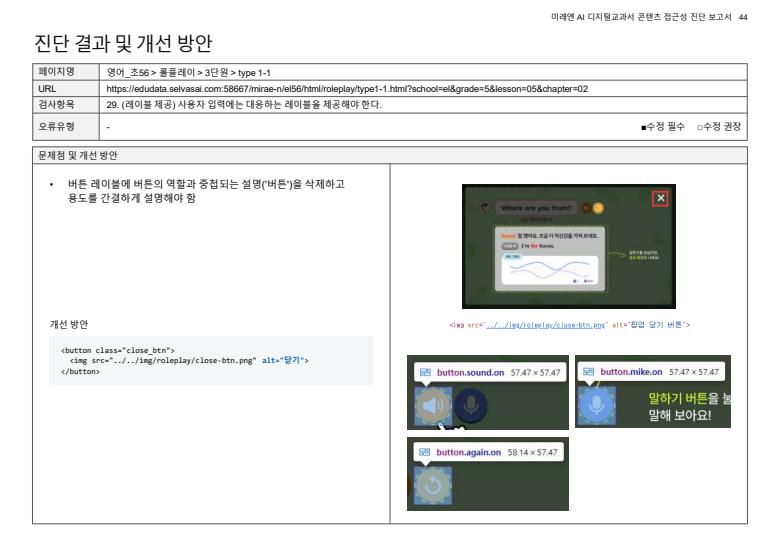 미래엔 AI 디지털교과서 콘텐츠 접근성 진단 보고서 44
진단 결과 및 개선 방안
페이지명 영어_초56 > 롤플레이 > 3단원 > type 1-1
URL https://edudata.selvasai.com:58667/mirae-n/el56/html/roleplay/type1-1.html?school=el&grade=5&lesson=05&chapter=02
검사항목 29. (레이블 제공) 사용자 입력에는 대응하는 레이블을 제공해야 한다.
오류유형 - ■수정 필수 □수정 권장
문제점 및 개선 방안
• 버튼 레이블에 버튼의 역할과 중첩되는 설명('버튼')을 삭제하고
용도를 간결하게 설명해야 함
개선 방안
<button class="close_btn">
<img src="../../img/roleplay/close-btn.png" alt="닫기">
</button>
Where are you from?
Good 잘 했어요. 조금 더 자신감을 가져 보세요.
I'm for Korea.
<img src="../../img/roleplay/close-btn.png" alt="팝업 닫기 버튼">
button.sound.on 57.47 × 57.47
button.mike.on 57.47 × 57.47
말하기 버튼을 눌
말해 보아요!
button.again.on 58.14 × 57.47